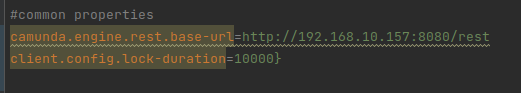 #common properties
camunda.engine.rest.base-url=http://192.168.10.157:8080/rest
client.config.lock-duration=10000}